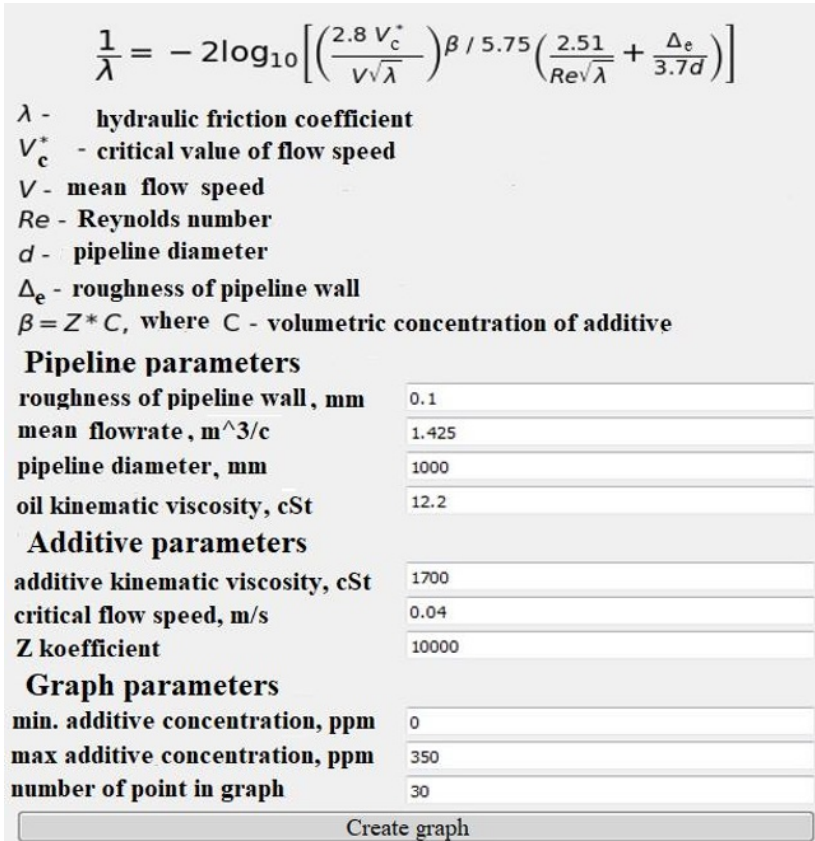 1/λ = − 2log₁₀[(2.8 V*c / V√λ)^β / 5.75 (2.51 / Re√λ + Δe / 3.7d)]
λ - hydraulic friction coefficient
V*c - critical value of flow speed
V - mean flow speed
Re - Reynolds number
d - pipeline diameter
Δe - roughness of pipeline wall
β = Z * C, where C - volumetric concentration of additive
Pipeline parameters
roughness of pipeline wall, mm 0.1
mean flowrate, m^3/c 1.425
pipeline diameter, mm 1000
oil kinematic viscosity, cSt 12.2
Additive parameters
additive kinematic viscosity, cSt 1700
critical flow speed, m/s 0.04
Z koefficient 10000
Graph parameters
min. additive concentration, ppm 0
max additive concentration, ppm 350
number of point in graph 30
Create graph